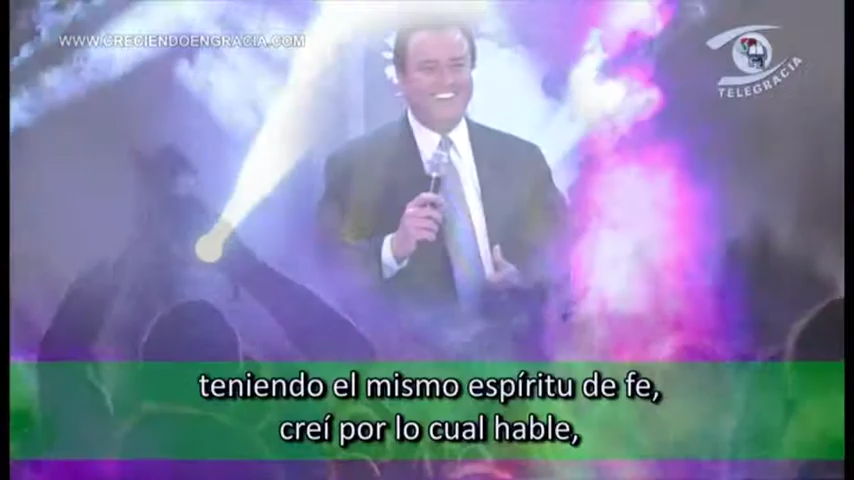 WWW.CRECIENDOENGRACIA.COM
TELEGRACIA
teniendo el mismo espíritu de fe,
creí por lo cual hable,